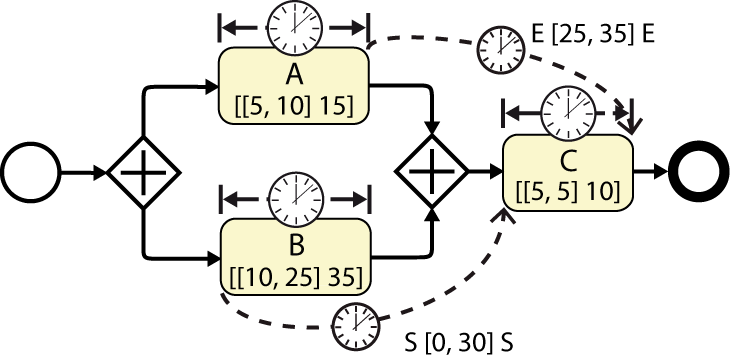 E [25, 35] E
A
[[5, 10] 15]
C
[[5, 5] 10]
B
[[10, 25] 35]
S [0, 30] S